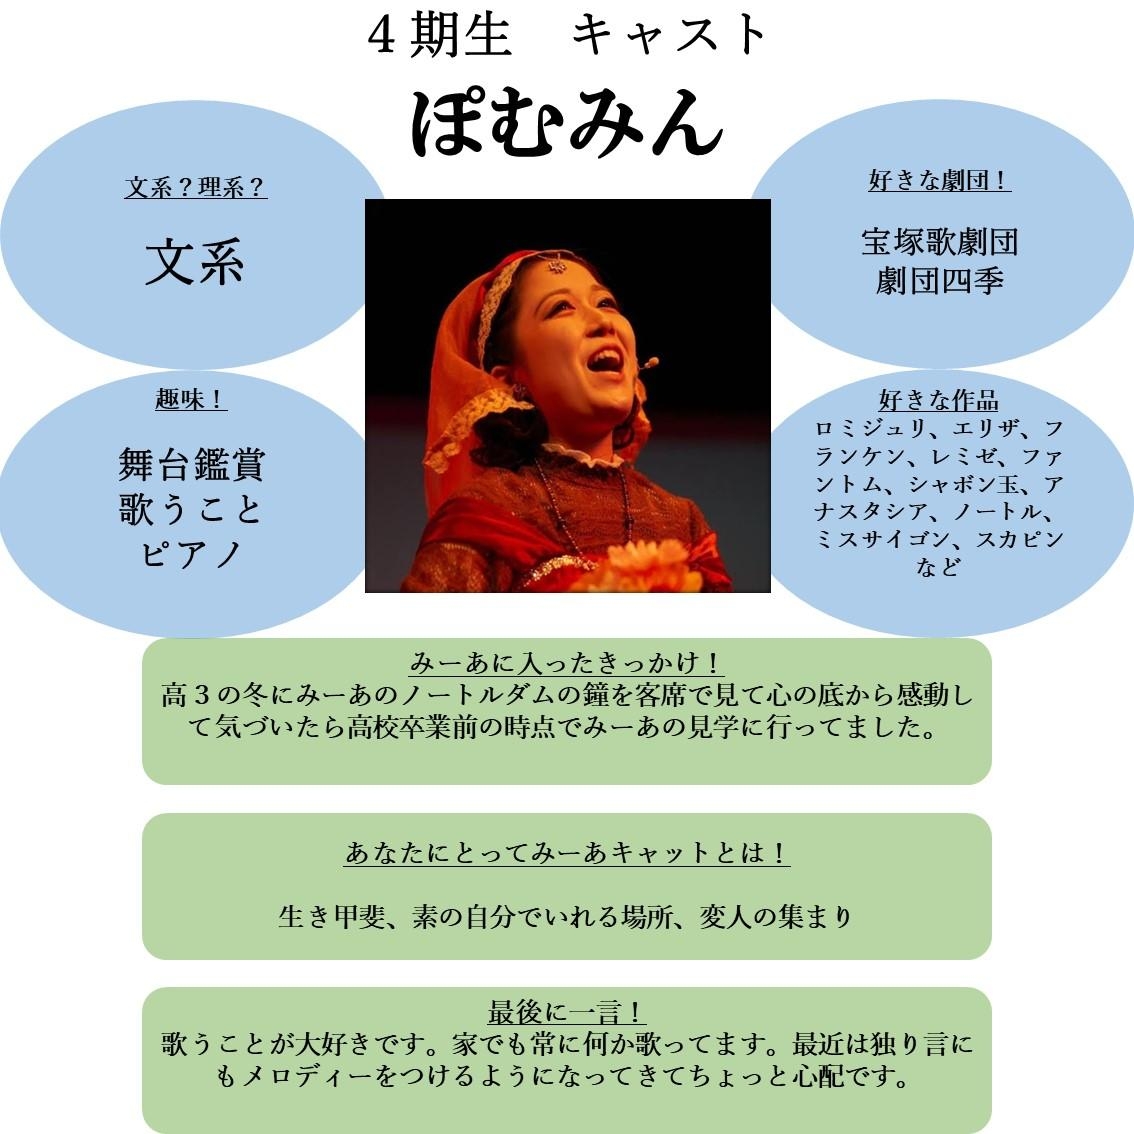 ４期生　キャスト
ぽむみん
文系？理系？
文系
好きな劇団！
宝塚歌劇団
劇団四季
趣味！
舞台鑑賞
歌うこと
ピアノ
好きな作品
ロミジュリ、エリザ、フ
ランケン、レミゼ、ファ
ントム、シャボン玉、ア
ナスタシア、ノートル、
ミスサイゴン、スカピン
など
みーあに入ったきっかけ！
高３の冬にみーあのノートルダムの鐘を客席で見て心の底から感動し
て気づいたら高校卒業前の時点でみーあの見学に行ってました。
あなたにとってみーあキャットとは！
生き甲斐、素の自分でいれる場所、変人の集まり
最後に一言！
歌うことが大好きです。家でも常に何か歌ってます。最近は独り言に
もメロディーをつけるようになってきてちょっと心配です。